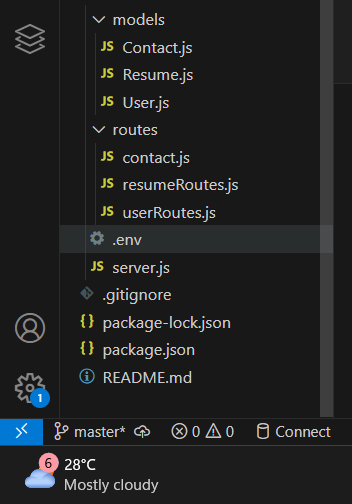 models
JS Contact.js
JS Resume.js
JS User.js
routes
JS contact.js
JS resumeRoutes.js
JS userRoutes.js
.env
JS server.js
.gitignore
{} package-lock.json
{} package.json
README.md
1
master* 0 0 Connect
6 28°C
Mostly cloudy